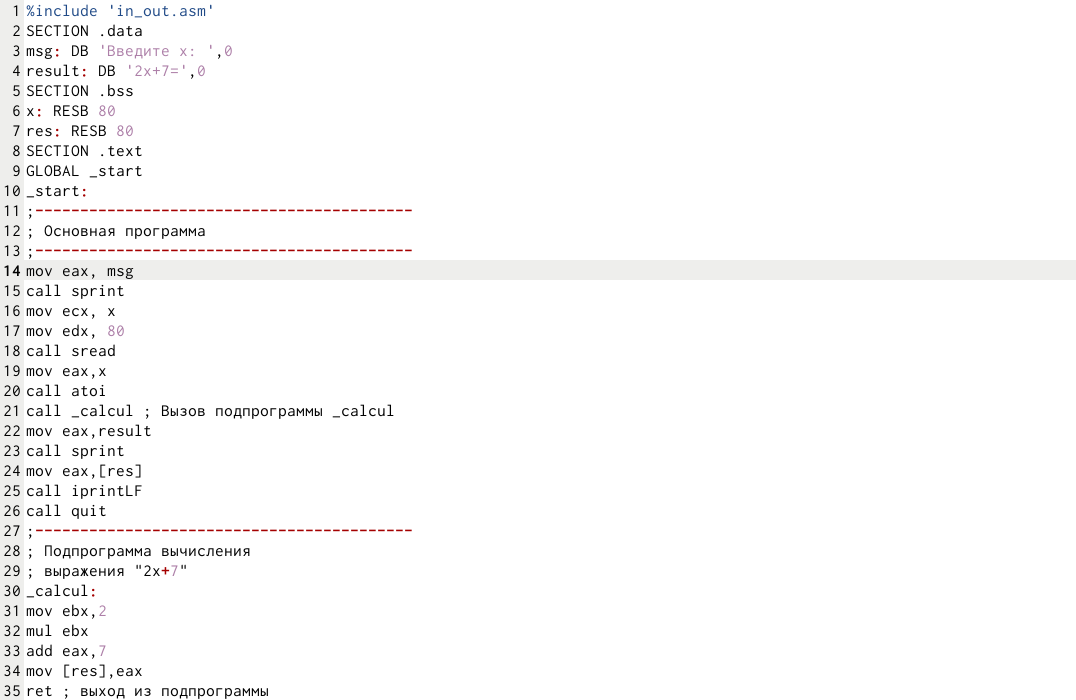 1 %include 'in_out.asm'
2 SECTION .data
3 msg: DB 'Введите x: ',0
4 result: DB '2x+7=',0
5 SECTION .bss
6 x: RESB 80
7 res: RESB 80
8 SECTION .text
9 GLOBAL _start
10 _start:
11 ;------------------------------------------
12 ; Основная программа
13 ;------------------------------------------
14 mov eax, msg
15 call sprint
16 mov ecx, x
17 mov edx, 80
18 call sread
19 mov eax,x
20 call atoi
21 call _calcul ; Вызов подпрограммы _calcul
22 mov eax,result
23 call sprint
24 mov eax,[res]
25 call iprintLF
26 call quit
27 ;------------------------------------------
28 ; Подпрограмма вычисления
29 ; выражения "2x+7"
30 _calcul:
31 mov ebx,2
32 mul ebx
33 add eax,7
34 mov [res],eax
35 ret ; выход из подпрограммы